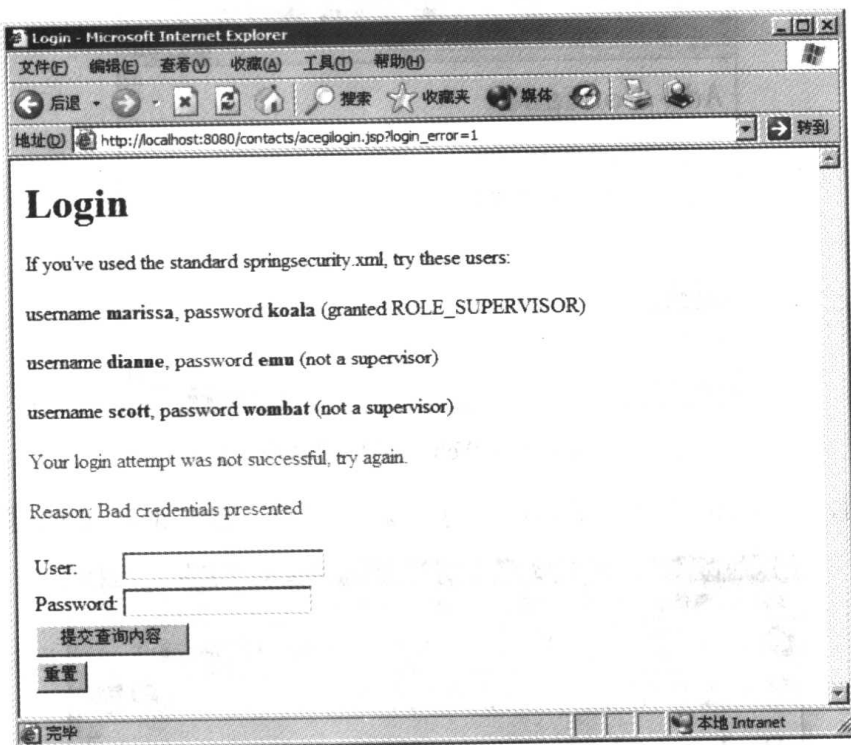 Login - Microsoft Internet Explorer
文件(F) 编辑(E) 查看(V) 收藏(A) 工具(T) 帮助(H)
后退 搜索 收藏夹 媒体
地址(D) http://localhost:8080/contacts/acegilogin.jsp?login_error=1 转到
Login
If you've used the standard springsecurity.xml, try these users:
username marissa, password koala (granted ROLE_SUPERVISOR)
username dianne, password emu (not a supervisor)
username scott, password wombat (not a supervisor)
Your login attempt was not successful, try again.
Reason: Bad credentials presented
User:
Password:
提交查询内容
重置
完毕 本地 Intranet